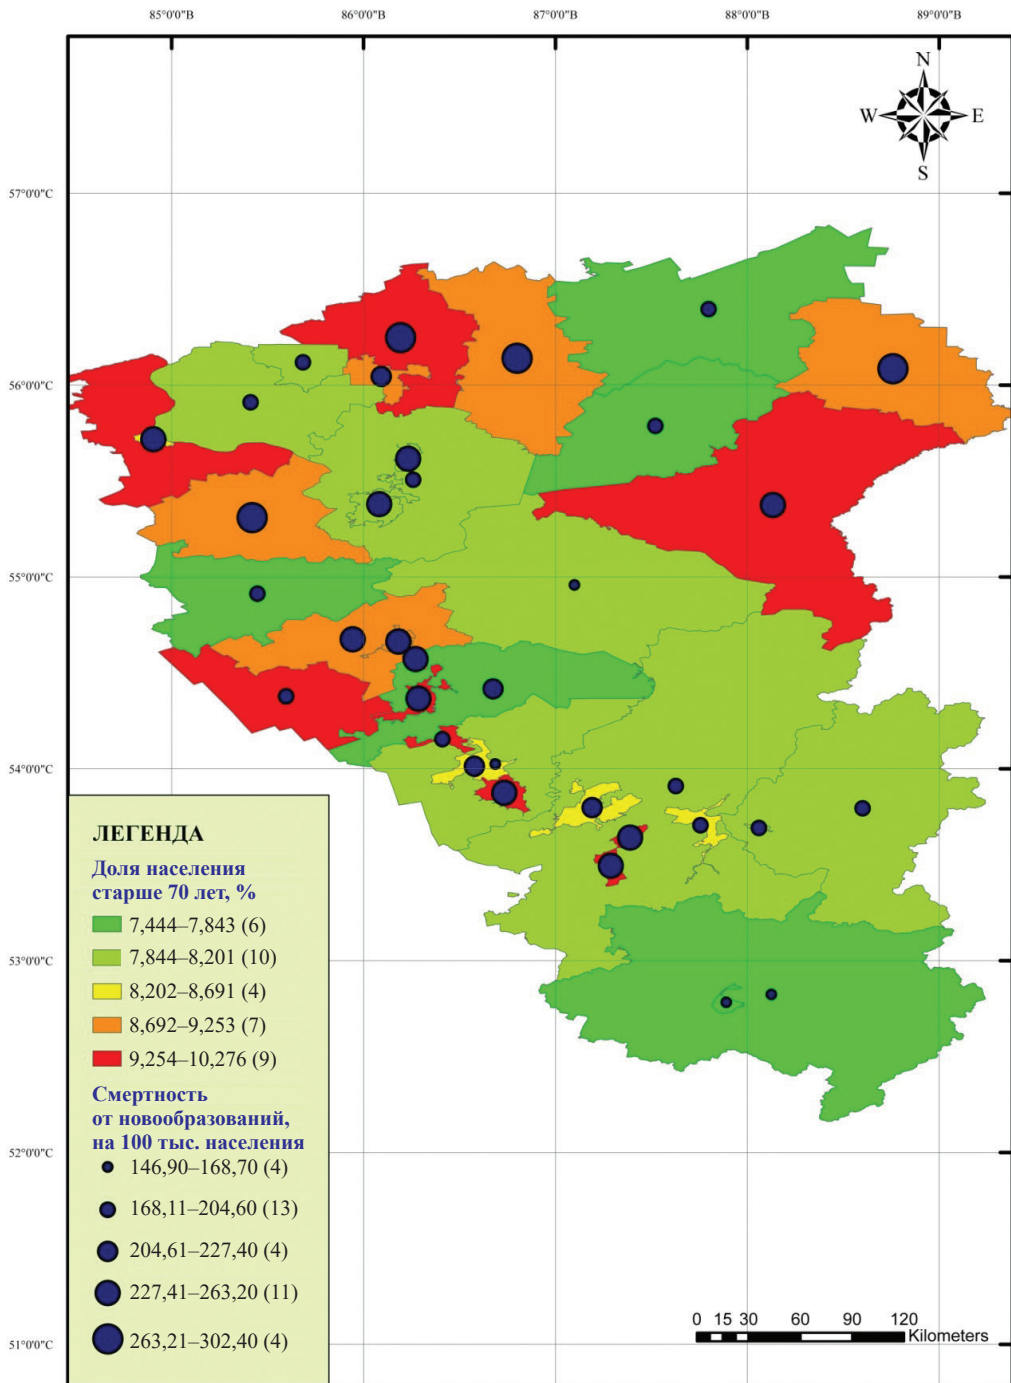 85°0'0"В 86°0'0"В 87°0'0"В 88°0'0"В 89°0'0"В
N
W E
S
57°0'0"С
56°0'0"С
55°0'0"С
54°0'0"С
53°0'0"С
52°0'0"С
51°0'0"С
ЛЕГЕНДА
Доля населения
старше 70 лет, %
7,444–7,843 (6)
7,844–8,201 (10)
8,202–8,691 (4)
8,692–9,253 (7)
9,254–10,276 (9)
Смертность
от новообразований,
на 100 тыс. населения
146,90–168,70 (4)
168,11–204,60 (13)
204,61–227,40 (4)
227,41–263,20 (11)
263,21–302,40 (4)
0 15 30 60 90 120
Kilometers